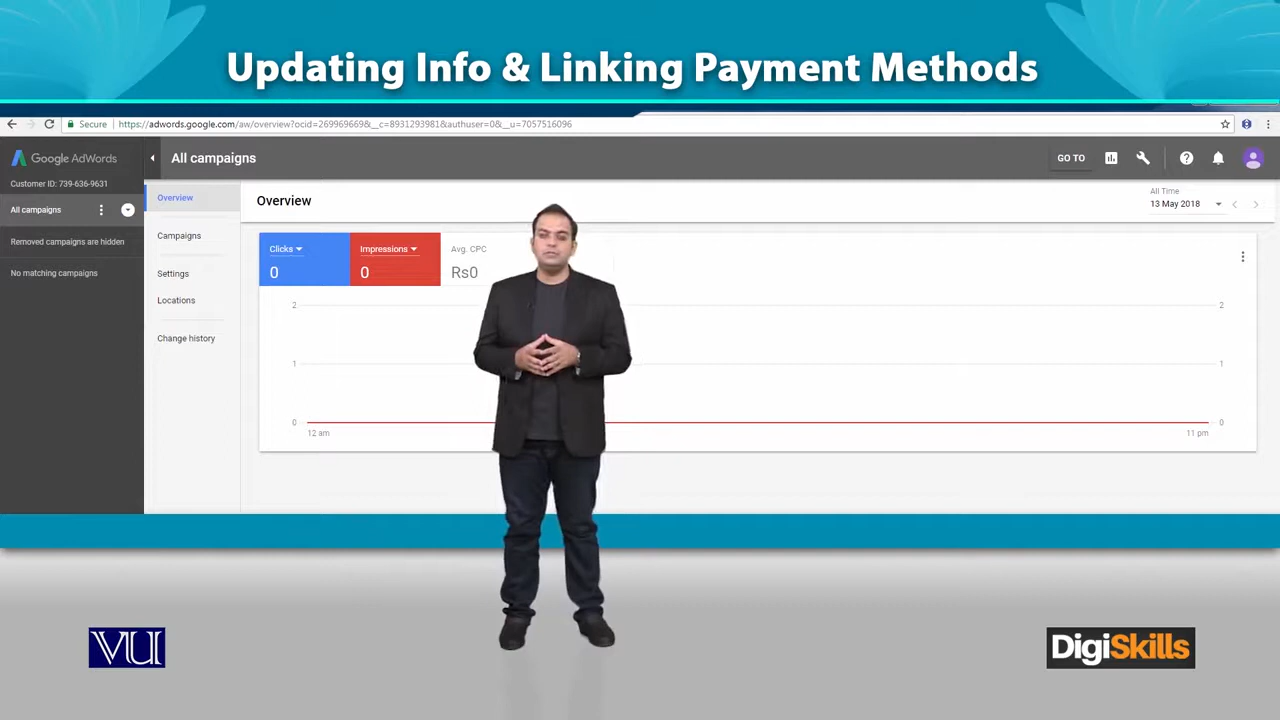 Updating Info & Linking Payment Methods
Secure
https://adwords.google.com/aw/overview?ocid=269969669&__c=8931293981&authuser=0&__u=7057516096
Google AdWords
All campaigns
GO TO
Customer ID: 739-636-9631
All campaigns
Removed campaigns are hidden
No matching campaigns
Overview
Campaigns
Settings
Locations
Change history
Overview
All Time
13 May 2018
Clicks
0
Impressions
0
Avg. CPC
Rs0
2
2
1
1
0
0
12 am
11 pm
VU
DigiSkills